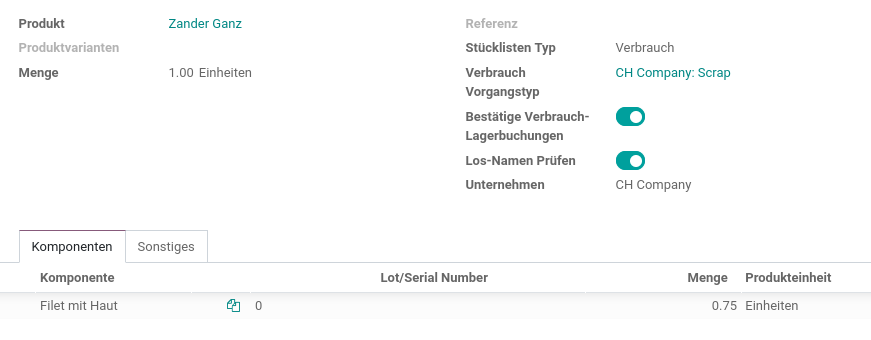 Produkt Zander Ganz
Produktvarianten
Menge 1.00 Einheiten
Referenz
Stücklisten Typ Verbrauch
Verbrauch
Vorgangstyp CH Company: Scrap
Bestätige Verbrauch-
Lagerbuchungen
Los-Namen Prüfen
Unternehmen CH Company
Komponenten Sonstiges
Komponente Lot/Serial Number Menge Produkteinheit
Filet mit Haut 0 0.75 Einheiten